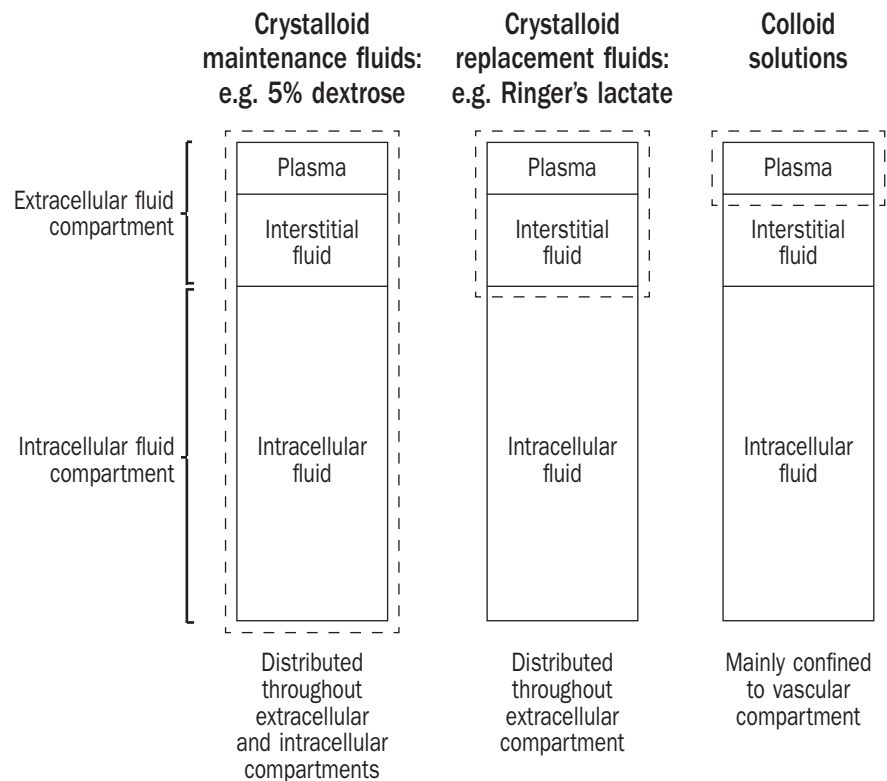 Crystalloid
maintenance fluids:
e.g. 5% dextrose
Crystalloid
replacement fluids:
e.g. Ringer's lactate
Colloid
solutions
Extracellular fluid
compartment
Intracellular fluid
compartment
Plasma
Interstitial
fluid
Intracellular
fluid
Plasma
Interstitial
fluid
Intracellular
fluid
Plasma
Interstitial
fluid
Intracellular
fluid
Distributed
throughout
extracellular
and intracellular
compartments
Distributed
throughout
extracellular
compartment
Mainly confined
to vascular
compartment